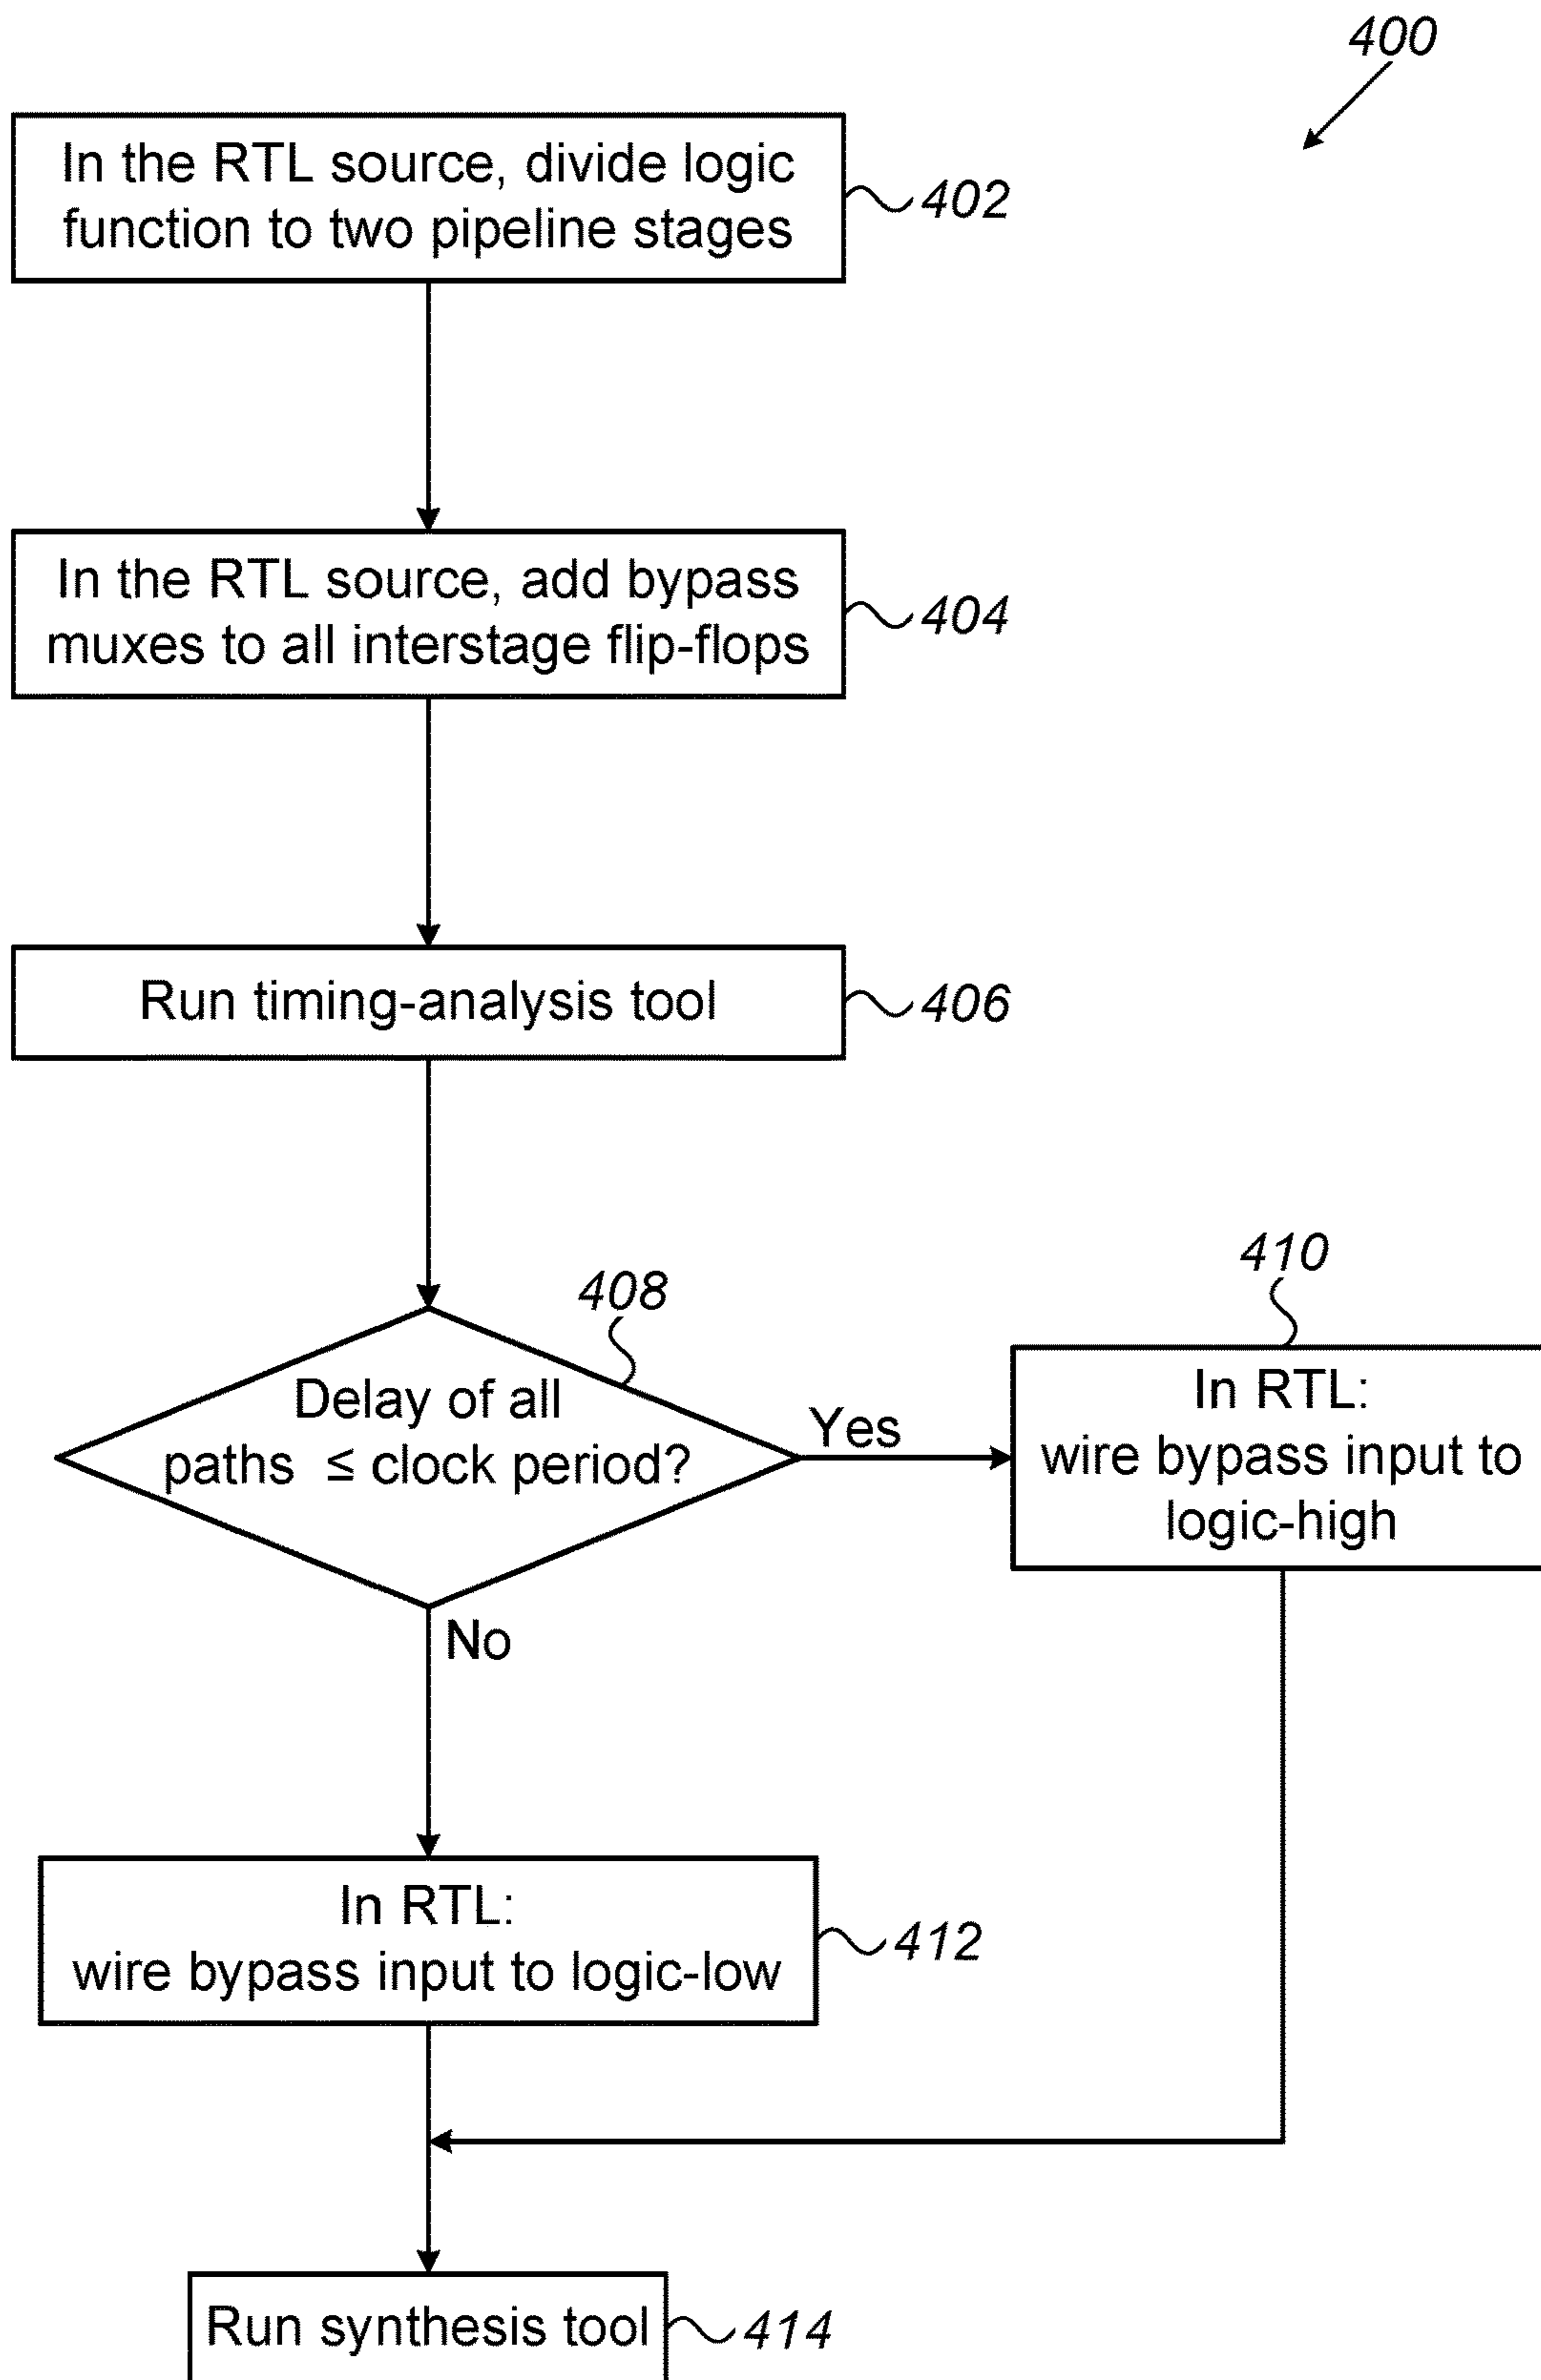 400
In the RTL source, divide logic
function to two pipeline stages
402
In the RTL source, add bypass
muxes to all interstage flip-flops
404
Run timing-analysis tool
406
408
Delay of all
paths ≤ clock period?
Yes
410
In RTL:
wire bypass input to
logic-high
No
In RTL:
wire bypass input to logic-low
412
Run synthesis tool
414